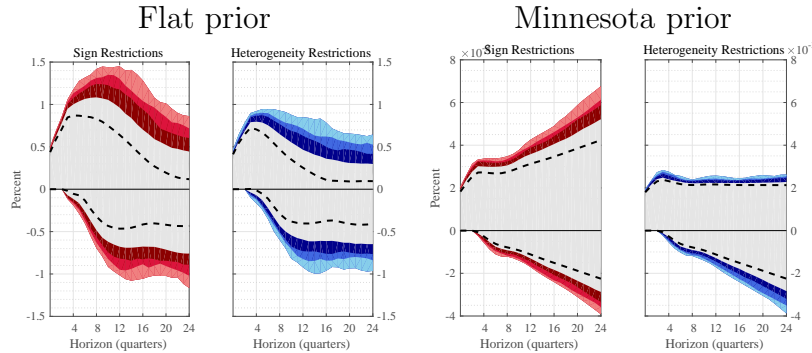 Flat prior
Minnesota prior
Sign Restrictions
Heterogeneity Restrictions
Sign Restrictions
Heterogeneity Restrictions
1.5
1
0.5
0
-0.5
-1
-1.5
Percent
4 8 12 16 20 24
Horizon (quarters)
1.5
1
0.5
0
-0.5
-1
-1.5
4 8 12 16 20 24
Horizon (quarters)
8
6
4
2
0
-2
-4
Percent
4 8 12 16 20 24
Horizon (quarters)
8
6
4
2
0
-2
-4
4 8 12 16 20 24
Horizon (quarters)